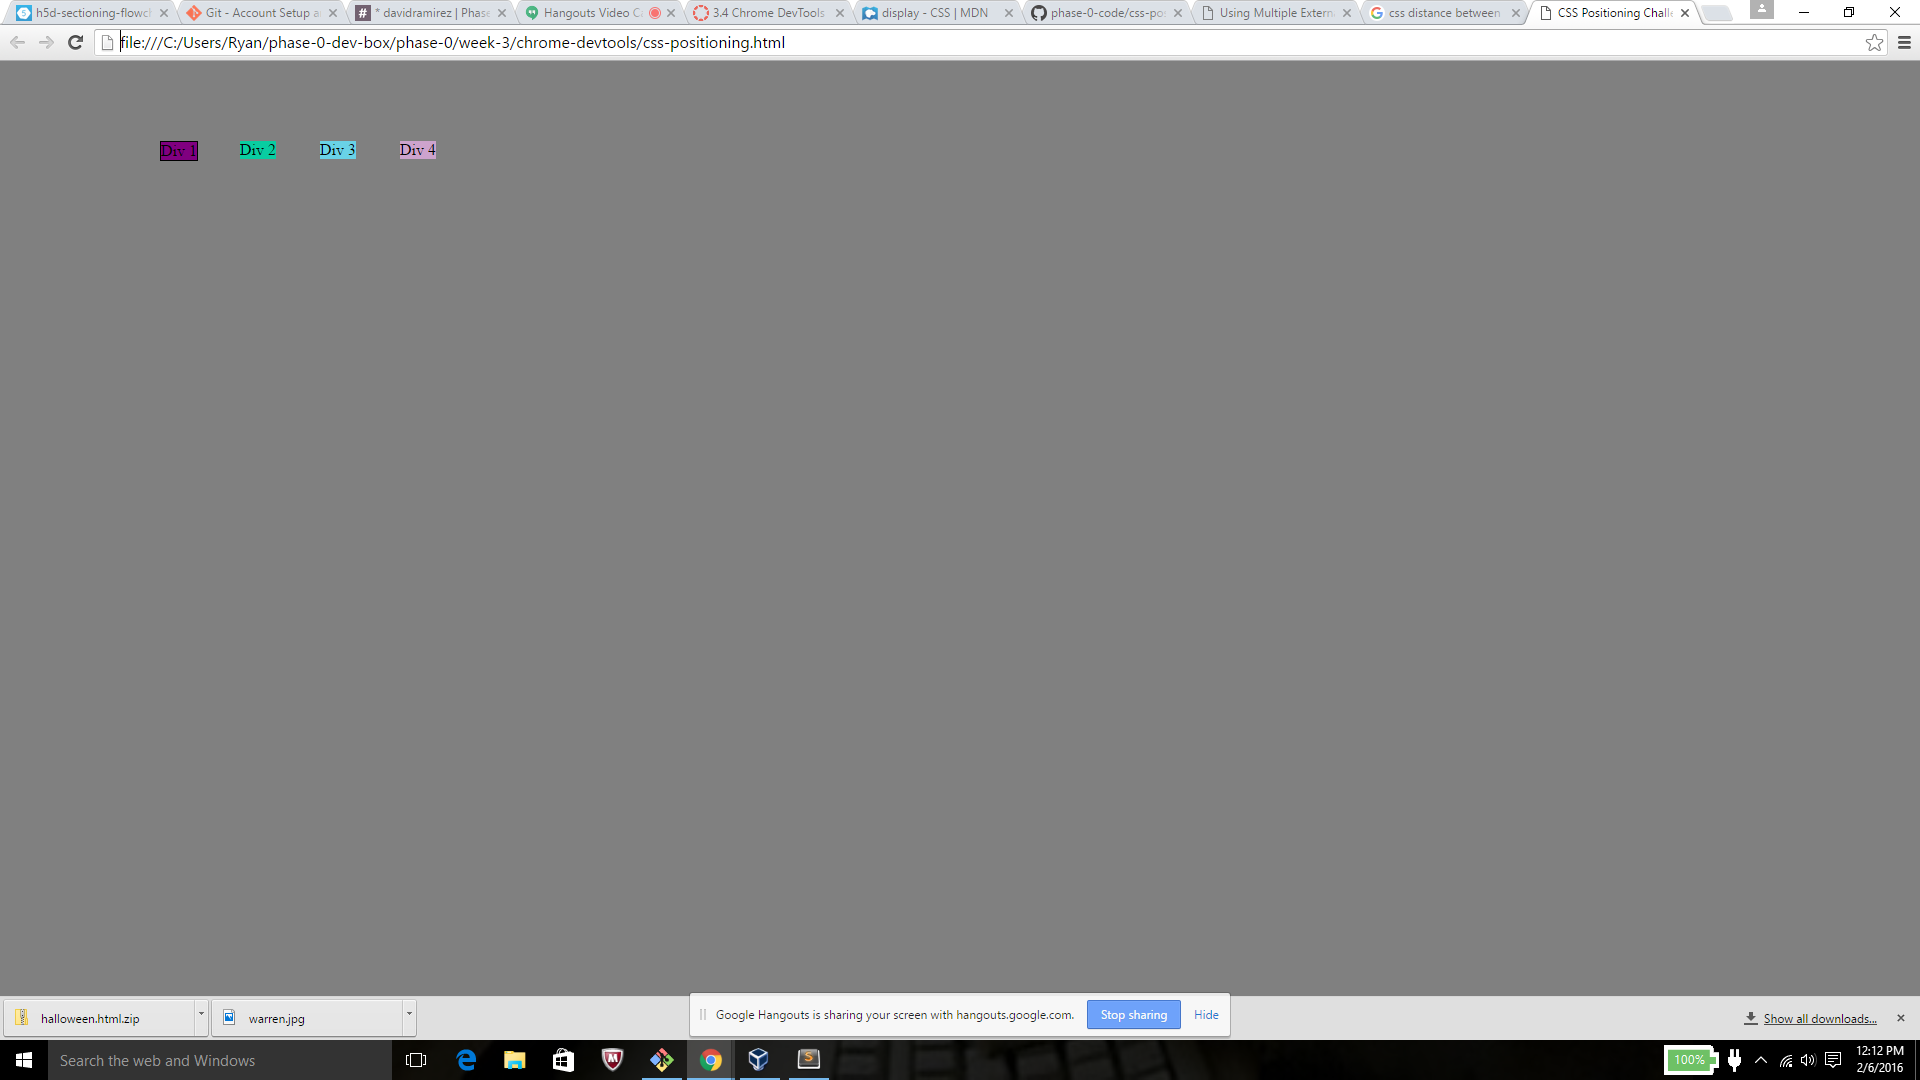 h5d-sectioning-flowch
Git - Account Setup a
* davidramirez | Phase
Hangouts Video C
3.4 Chrome DevTools
display - CSS | MDN
phase-0-code/css-po
Using Multiple Extern
css distance between
CSS Positioning Chall
file:///C:/Users/Ryan/phase-0-dev-box/phase-0/week-3/chrome-devtools/css-positioning.html
Div 1
Div 2
Div 3
Div 4
halloween.html.zip
warren.jpg
Google Hangouts is sharing your screen with hangouts.google.com.
Stop sharing
Hide
Show all downloads...
Search the web and Windows
100%
12:12 PM
2/6/2016